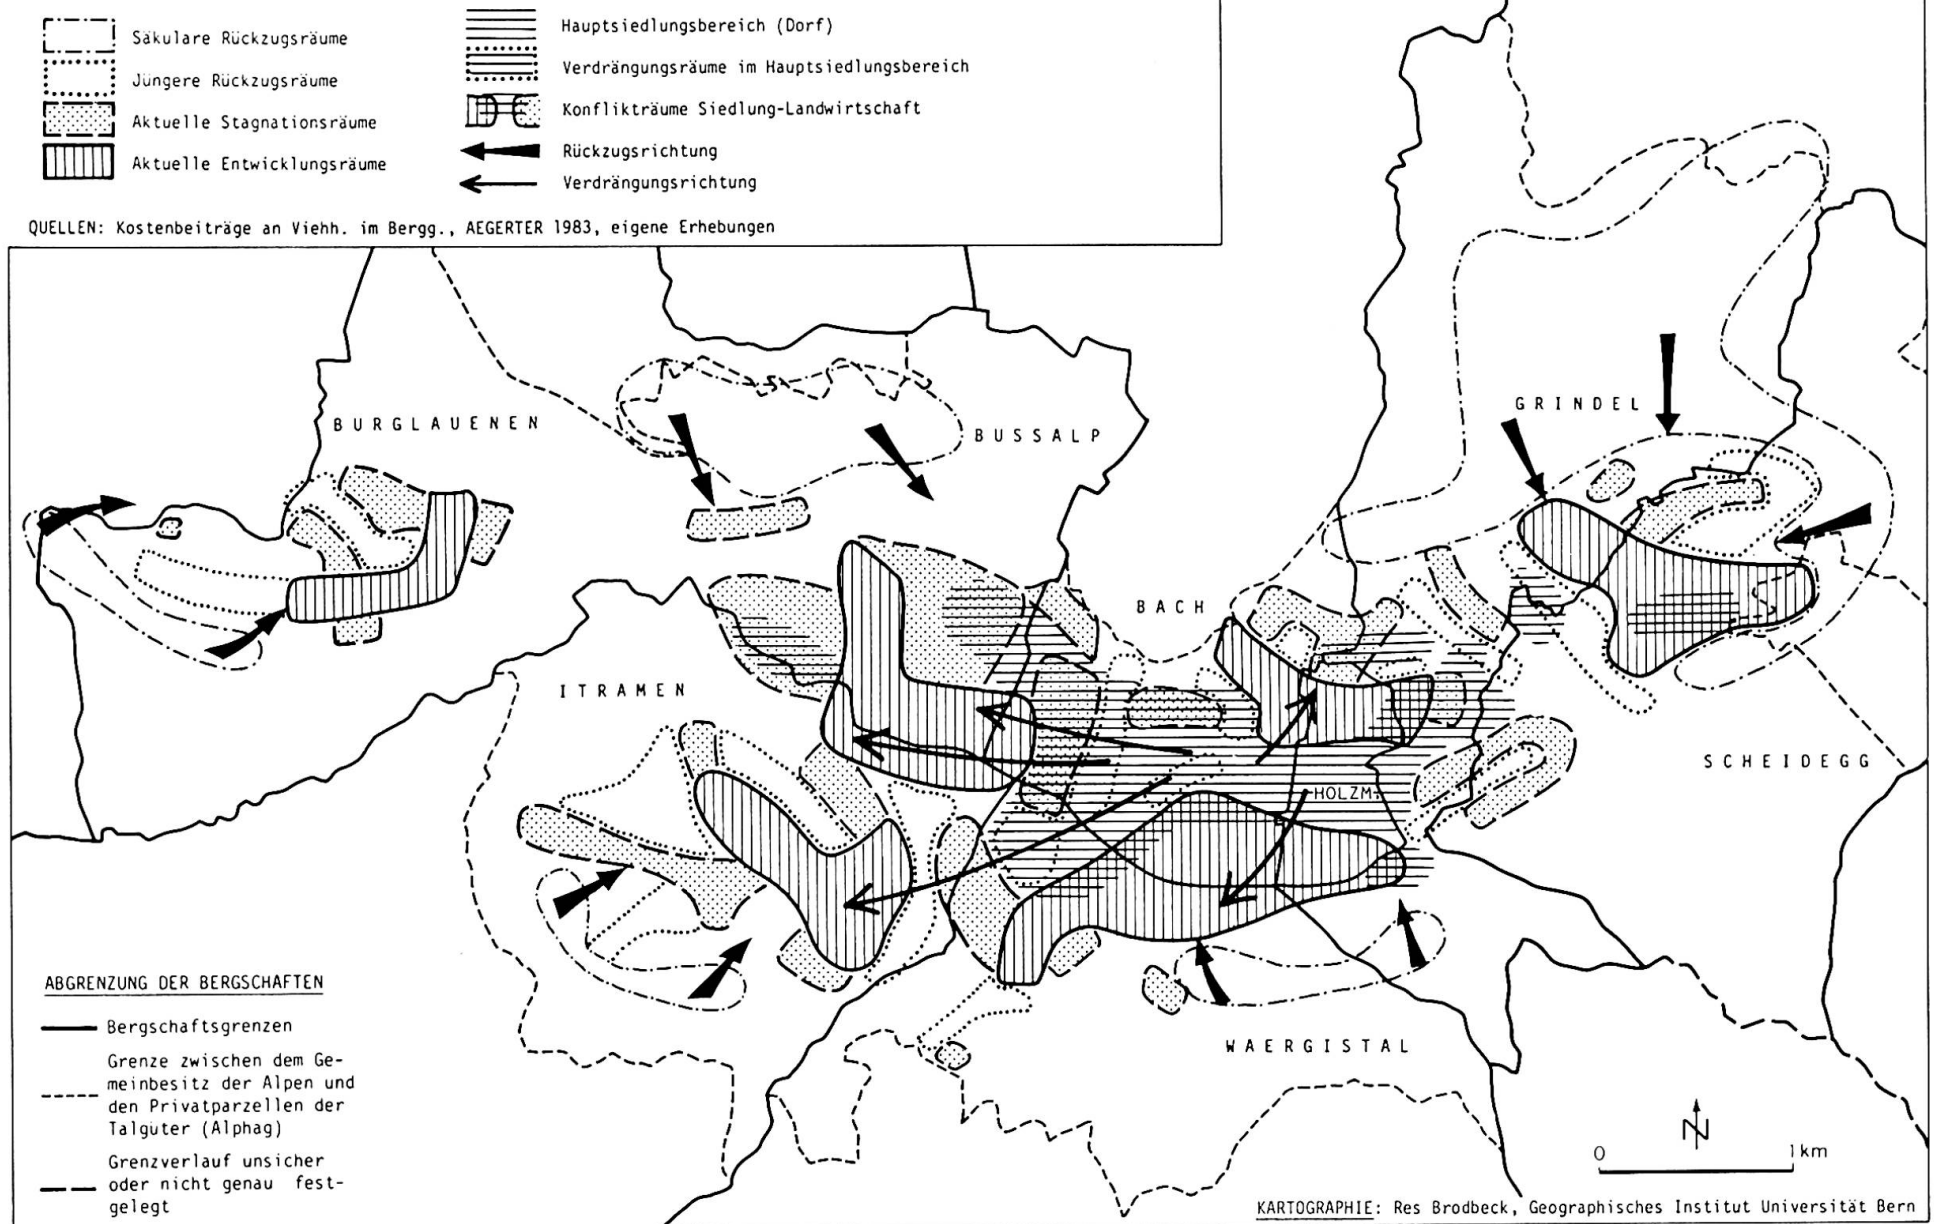 Säkulare Rückzugsräume
Jüngere Rückzugsräume
Aktuelle Stagnationsräume
Aktuelle Entwicklungsräume
Hauptsiedlungsbereich (Dorf)
Verdrängungsräume im Hauptsiedlungsbereich
Konflikträume Siedlung-Landwirtschaft
Rückzugsrichtung
Verdrängungsrichtung
QUELLEN: Kostenbeiträge an Viehh. im Bergg., AEGERTER 1983, eigene Erhebungen
BURGLAUENEN
BUSSALP
GRINDEL
BACH
ITRAMEN
SCHEIDEGG
HOLZM
WAERGISTAL
ABGRENZUNG DER BERGSCHAFTEN
Bergschaftsgrenzen
Grenze zwischen dem Ge-
meinbesitz der Alpen und
den Privatparzellen der
Talgüter (Alphag)
Grenzverlauf unsicher
oder nicht genau fest-
gelegt
N
0 1km
KARTOGRAPHIE: Res Brodbeck, Geographisches Institut Universität Bern